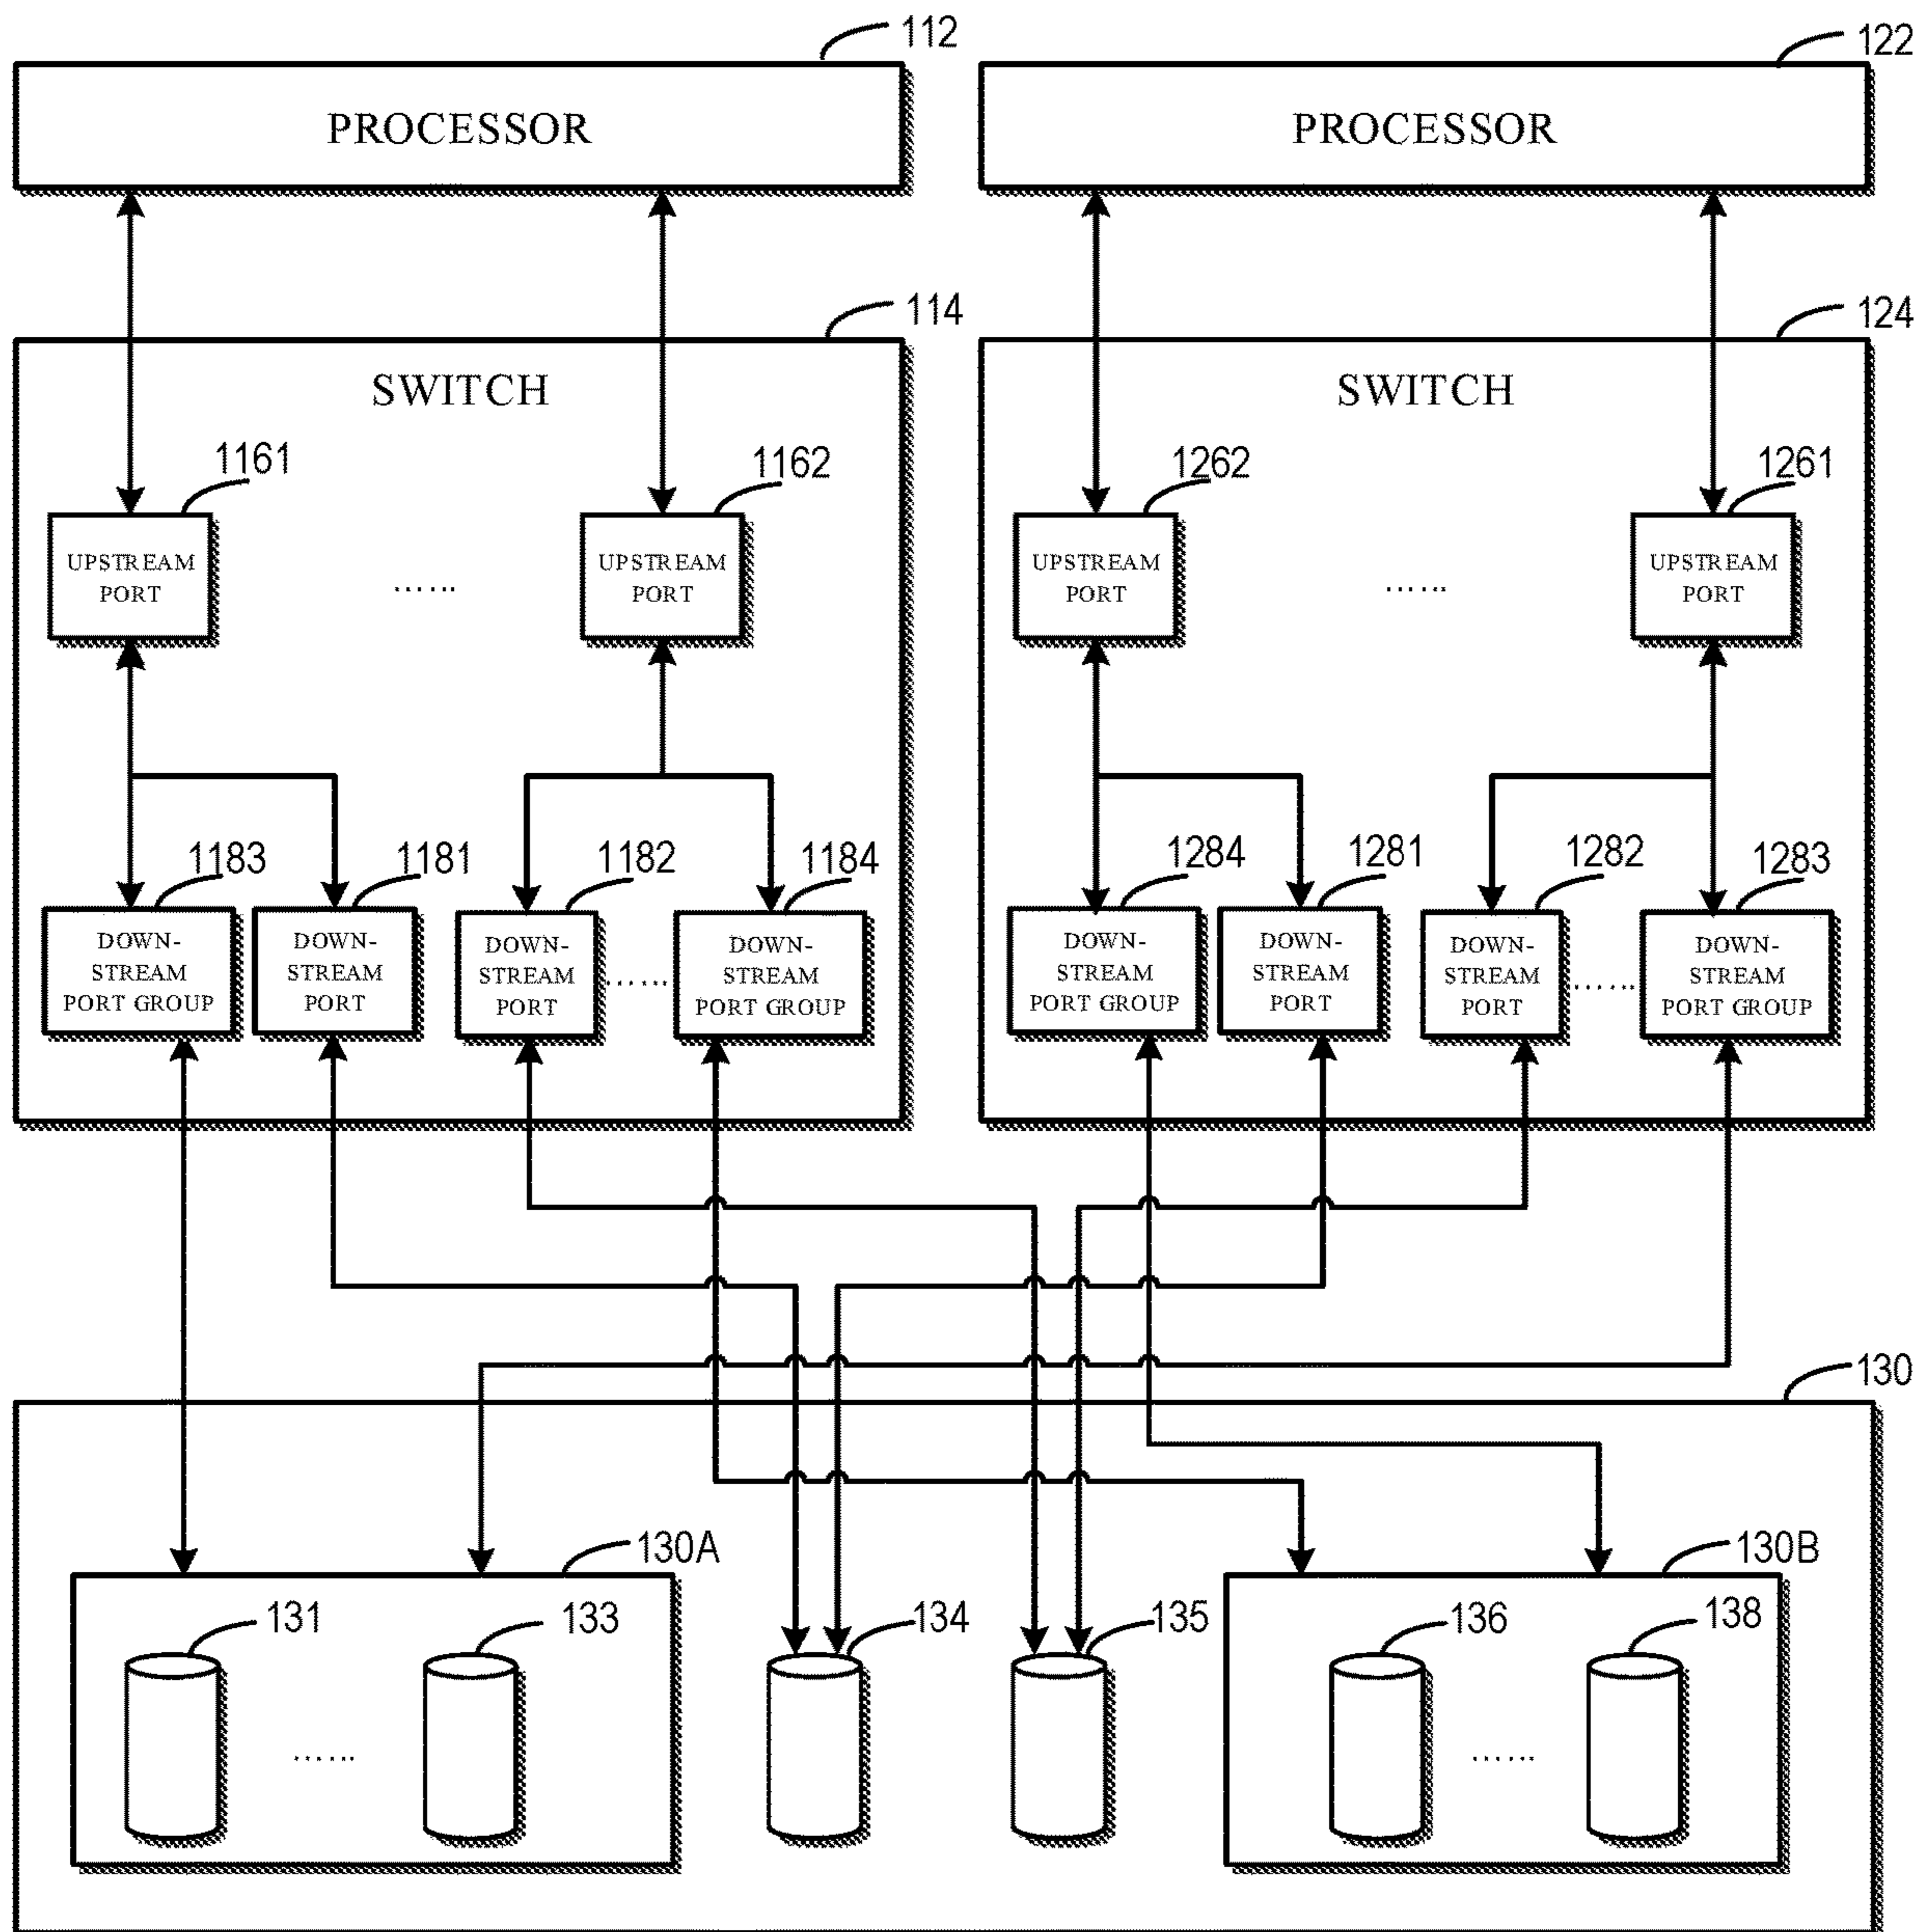 112
122
PROCESSOR
PROCESSOR
114
124
SWITCH
SWITCH
1161
1162
1262
1261
UPSTREAM
PORT
......
UPSTREAM
PORT
UPSTREAM
PORT
......
UPSTREAM
PORT
1183
1181
1182
1184
1284
1281
1282
1283
DOWN-
STREAM
PORT GROUP
DOWN-
STREAM
PORT
DOWN-
STREAM
PORT
......
DOWN-
STREAM
PORT GROUP
DOWN-
STREAM
PORT GROUP
DOWN-
STREAM
PORT
DOWN-
STREAM
PORT
......
DOWN-
STREAM
PORT GROUP
130
130A
130B
131
133
134
135
136
138
......
......